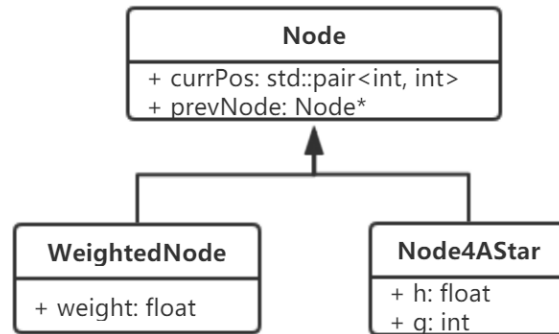 Node
+ currPos: std::pair<int, int>
+ prevNode: Node*
WeightedNode
+ weight: float
Node4AStar
+ h: float
+ g: int